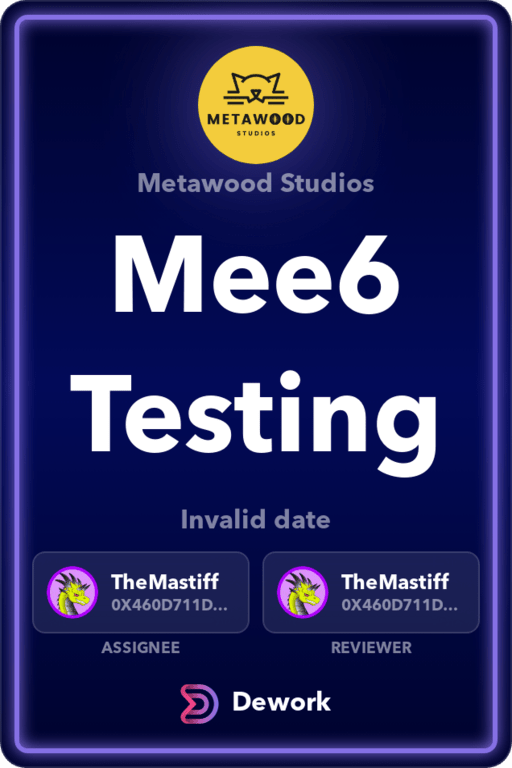 METAWOOD
STUDIOS
Metawood Studios
Mee6
Testing
Invalid date
TheMastiff
0X460D711D...
ASSIGNEE
TheMastiff
0X460D711D...
REVIEWER
Dework